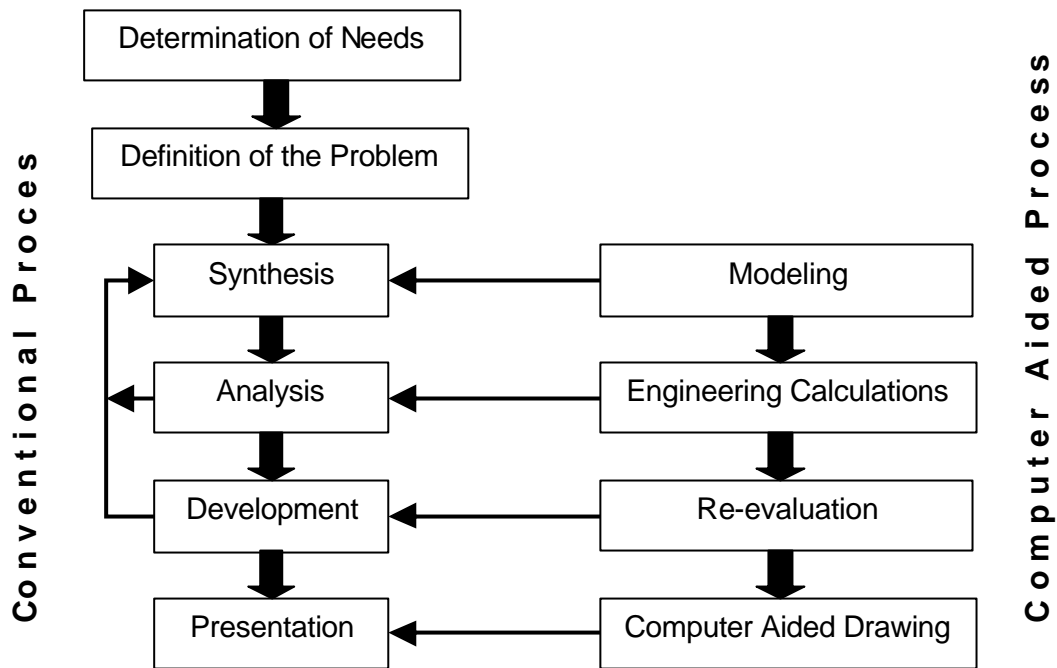 Determination of Needs
Definition of the Problem
Synthesis
Modeling
Analysis
Engineering Calculations
Development
Re-evaluation
Presentation
Computer Aided Drawing
Conventional Proces
Computer Aided Process